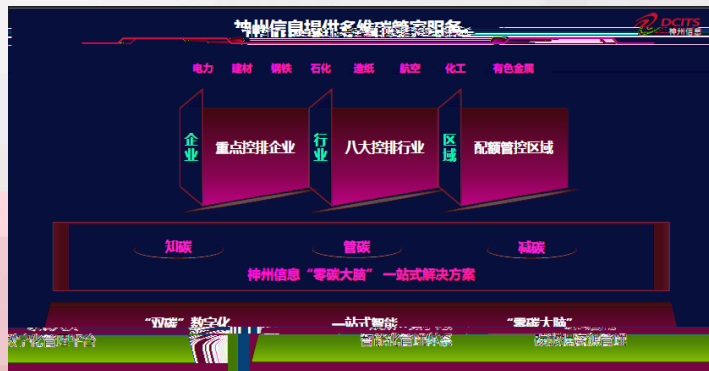 神州信息提供多维碳管家服务
DCITS
神州信息
电力 建材 钢铁 石化 造纸 航空 化工 有色金属
企业 重点控排企业 行业 八大控排行业 区域 配额管控区域
知碳 管碳 减碳
神州信息“零碳大脑”一站式解决方案
“双碳”数字化 一站式智能 “零碳大脑”